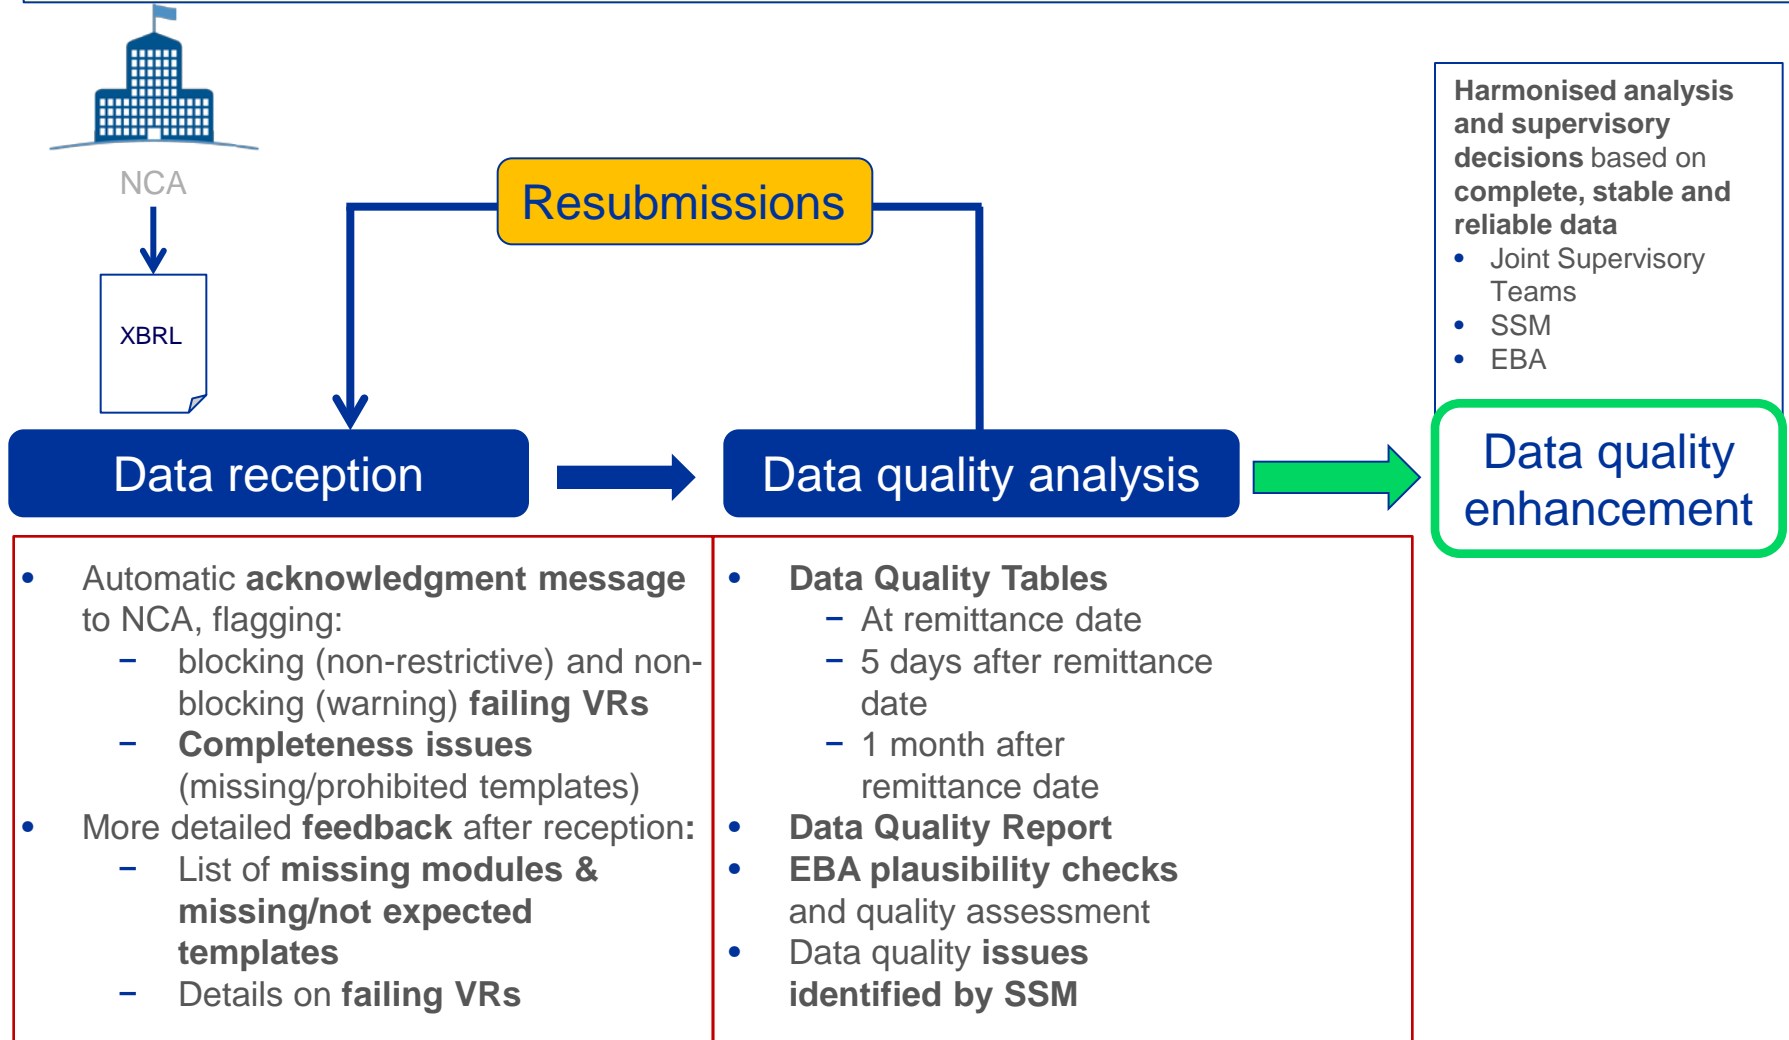 NCA
XBRL
Resubmissions
Harmonised analysis
and supervisory
decisions based on
complete, stable and
reliable data
• Joint Supervisory
Teams
• SSM
• EBA
Data reception
Data quality analysis
Data quality
enhancement
• Automatic acknowledgment message
to NCA, flagging:
− blocking (non-restrictive) and non-
blocking (warning) failing VRs
− Completeness issues
(missing/prohibited templates)
• More detailed feedback after reception:
− List of missing modules &
missing/not expected
templates
− Details on failing VRs
• Data Quality Tables
− At remittance date
− 5 days after remittance
date
− 1 month after
remittance date
• Data Quality Report
• EBA plausibility checks
and quality assessment
• Data quality issues
identified by SSM